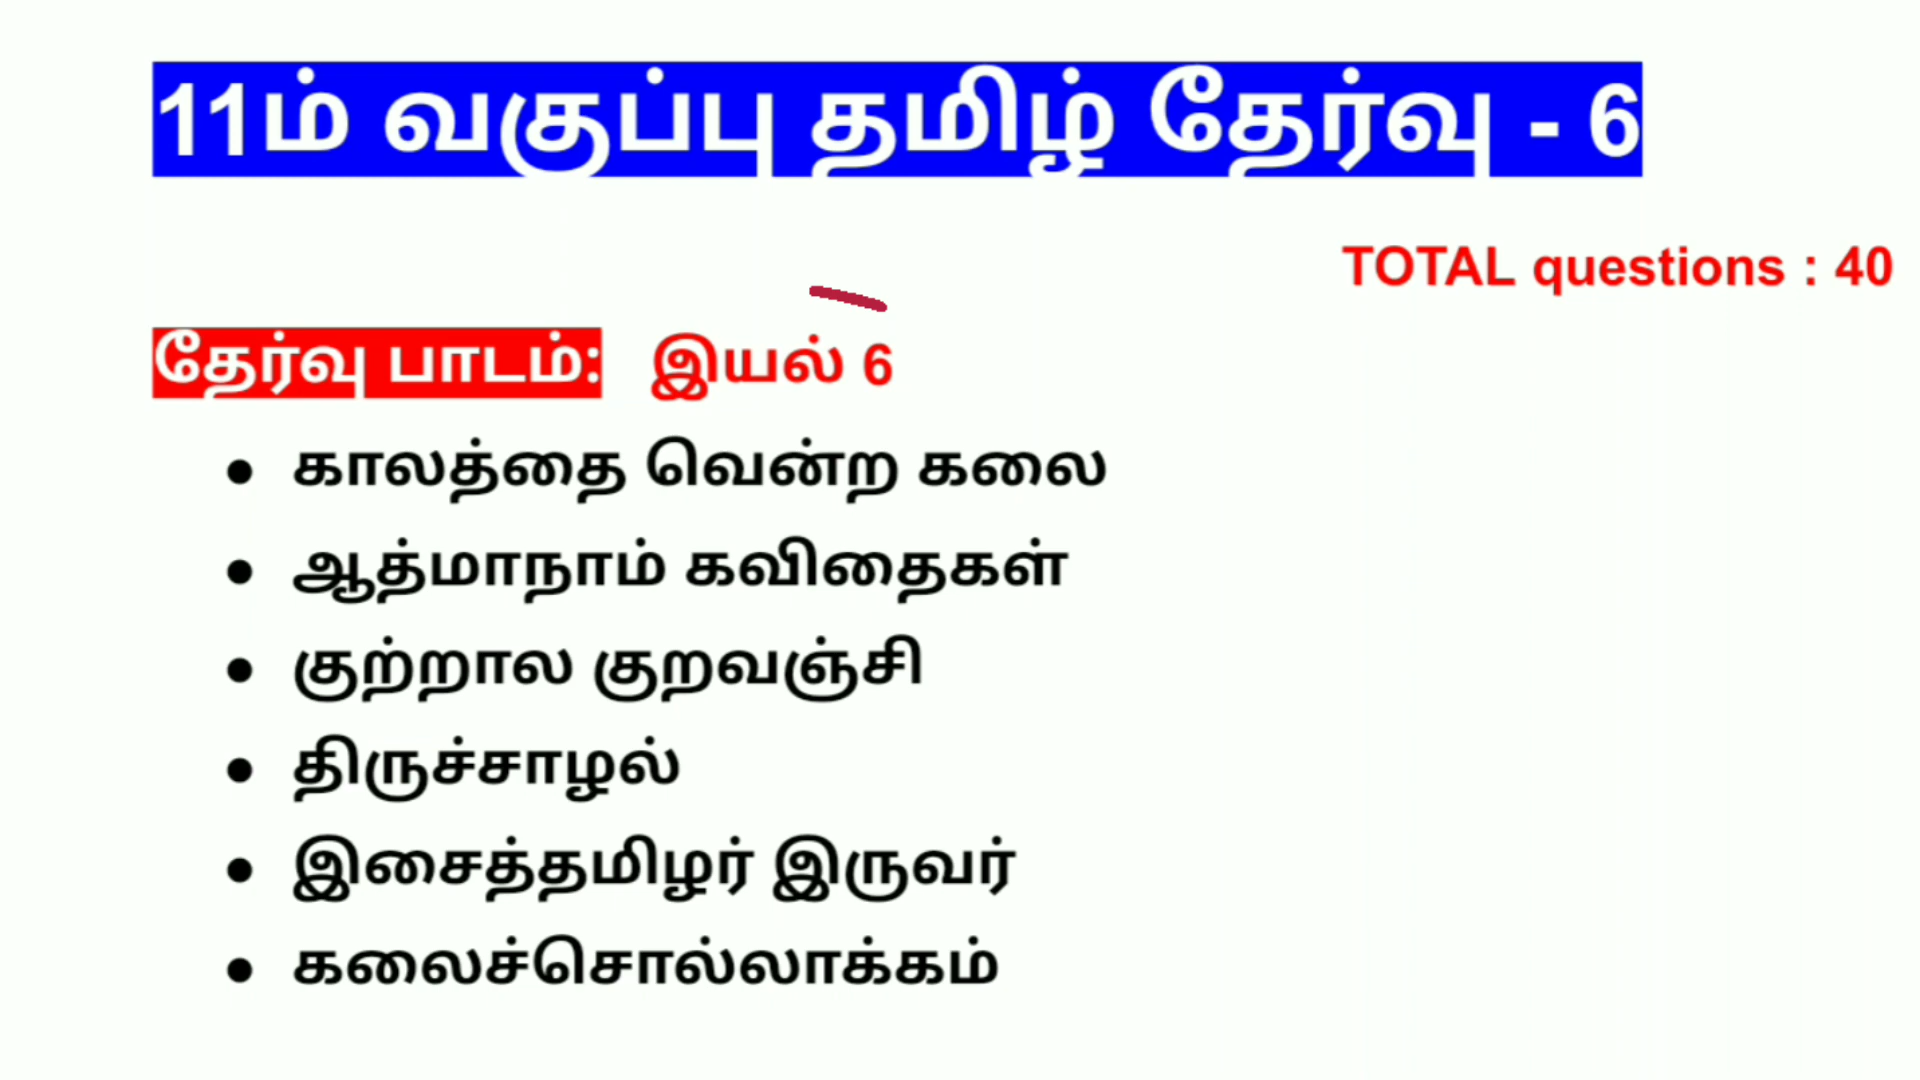 11ம் வகுப்பு தமிழ் தேர்வு - 6
TOTAL questions : 40
தேர்வு பாடம்: இயல் 6
● காலத்தை வென்ற கலை
● ஆத்மாநாம் கவிதைகள்
● குற்றால குறவஞ்சி
● திருச்சாழல்
● இசைத்தமிழர் இருவர்
● கலைச்சொல்லாக்கம்